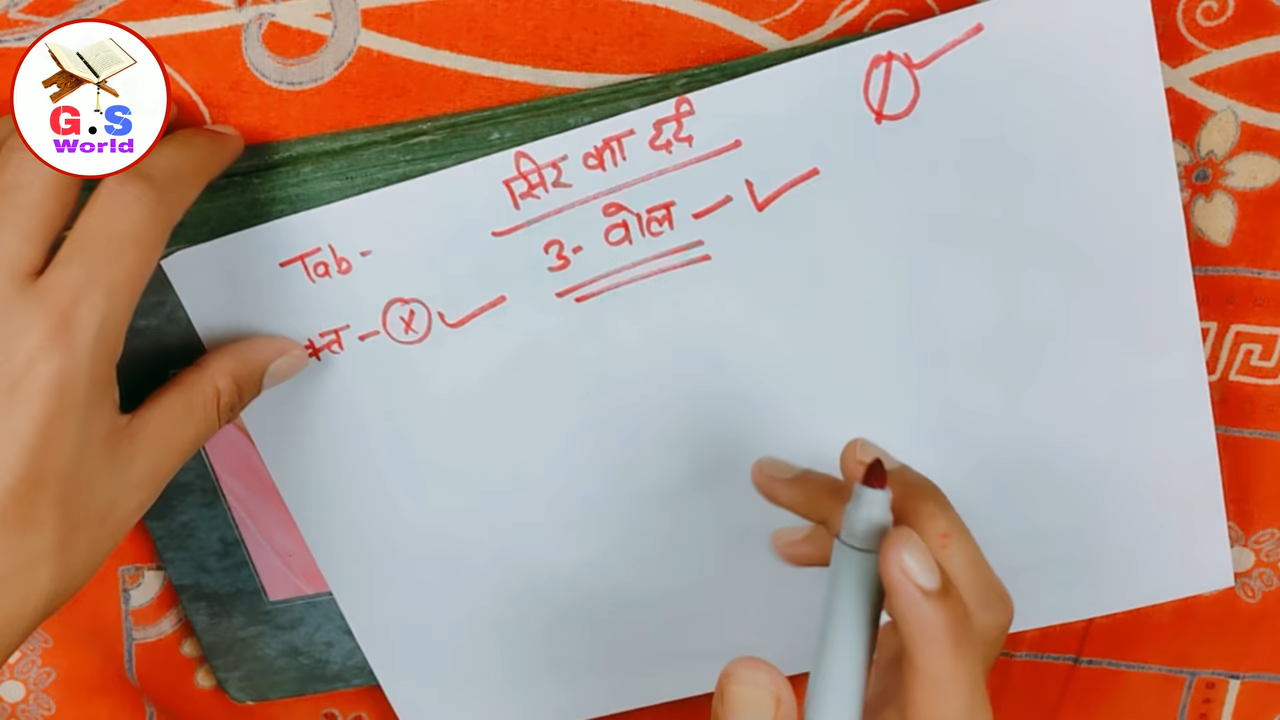 G.S
World
सिर का दर्द
3- वोल - ✓
Tab -
- ⓧ ✓